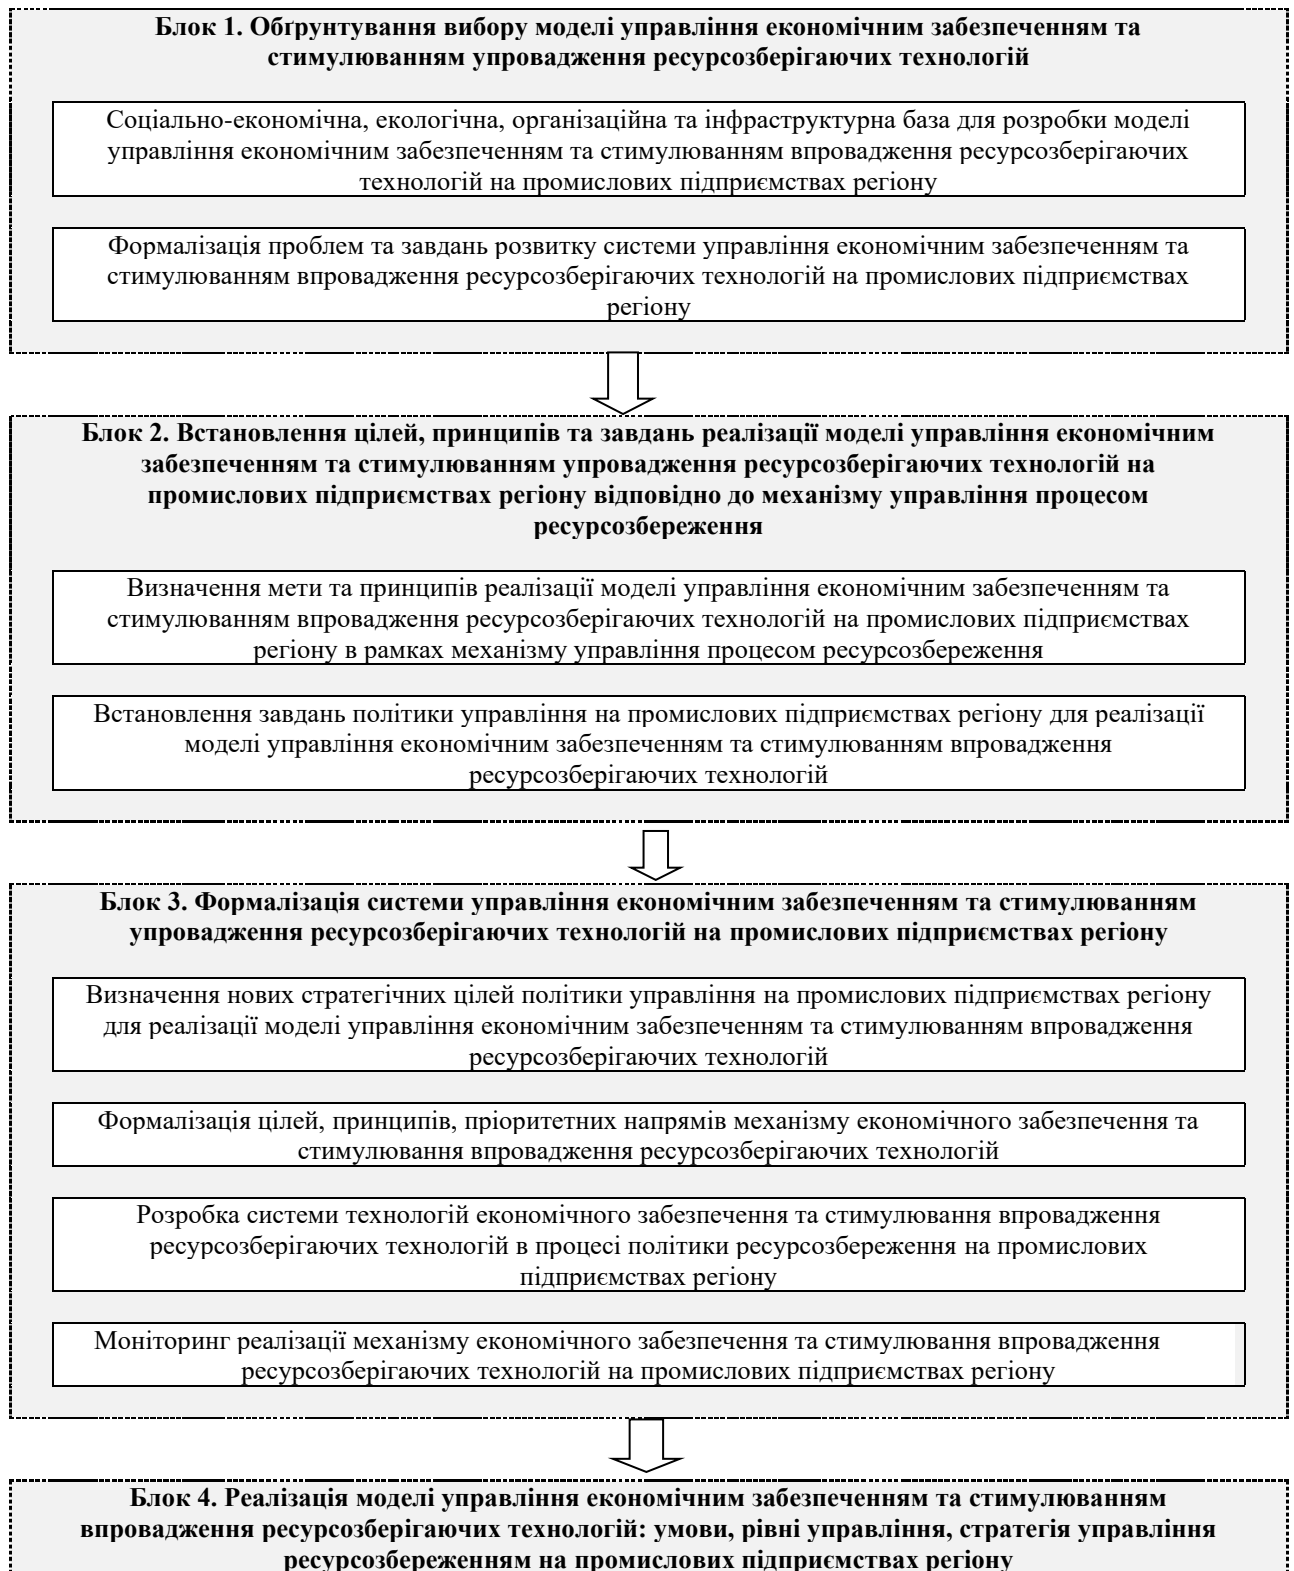 Блок 1. Обґрунтування вибору моделі управління економічним забезпеченням та
стимулюванням упровадження ресурсозберігаючих технологій
Соціально-економічна, екологічна, організаційна та інфраструктурна база для розробки моделі
управління економічним забезпеченням та стимулюванням впровадження ресурсозберігаючих
технологій на промислових підприємствах регіону
Формалізація проблем та завдань розвитку системи управління економічним забезпеченням та
стимулюванням впровадження ресурсозберігаючих технологій на промислових підприємствах
регіону
Блок 2. Встановлення цілей, принципів та завдань реалізації моделі управління економічним
забезпеченням та стимулюванням упровадження ресурсозберігаючих технологій на
промислових підприємствах регіону відповідно до механізму управління процесом
ресурсозбереження
Визначення мети та принципів реалізації моделі управління економічним забезпеченням та
стимулюванням впровадження ресурсозберігаючих технологій на промислових підприємствах
регіону в рамках механізму управління процесом ресурсозбереження
Встановлення завдань політики управління на промислових підприємствах регіону для реалізації
моделі управління економічним забезпеченням та стимулюванням впровадження
ресурсозберігаючих технологій
Блок 3. Формалізація системи управління економічним забезпеченням та стимулюванням
упровадження ресурсозберігаючих технологій на промислових підприємствах регіону
Визначення нових стратегічних цілей політики управління на промислових підприємствах регіону
для реалізації моделі управління економічним забезпеченням та стимулюванням впровадження
ресурсозберігаючих технологій
Формалізація цілей, принципів, пріоритетних напрямів механізму економічного забезпечення та
стимулювання впровадження ресурсозберігаючих технологій
Розробка системи технологій економічного забезпечення та стимулювання впровадження
ресурсозберігаючих технологій в процесі політики ресурсозбереження на промислових
підприємствах регіону
Моніторинг реалізації механізму економічного забезпечення та стимулювання впровадження
ресурсозберігаючих технологій на промислових підприємствах регіону
Блок 4. Реалізація моделі управління економічним забезпеченням та стимулюванням
впровадження ресурсозберігаючих технологій: умови, рівні управління, стратегія управління
ресурсозбереженням на промислових підприємствах регіону